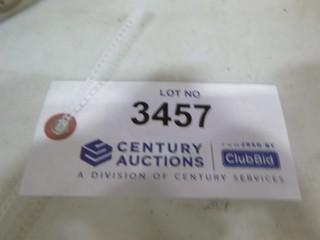 LOT NO
3457
CENTURY
AUCTIONS
POWERED BY
ClubBid
A DIVISION OF CENTURY SERVICES